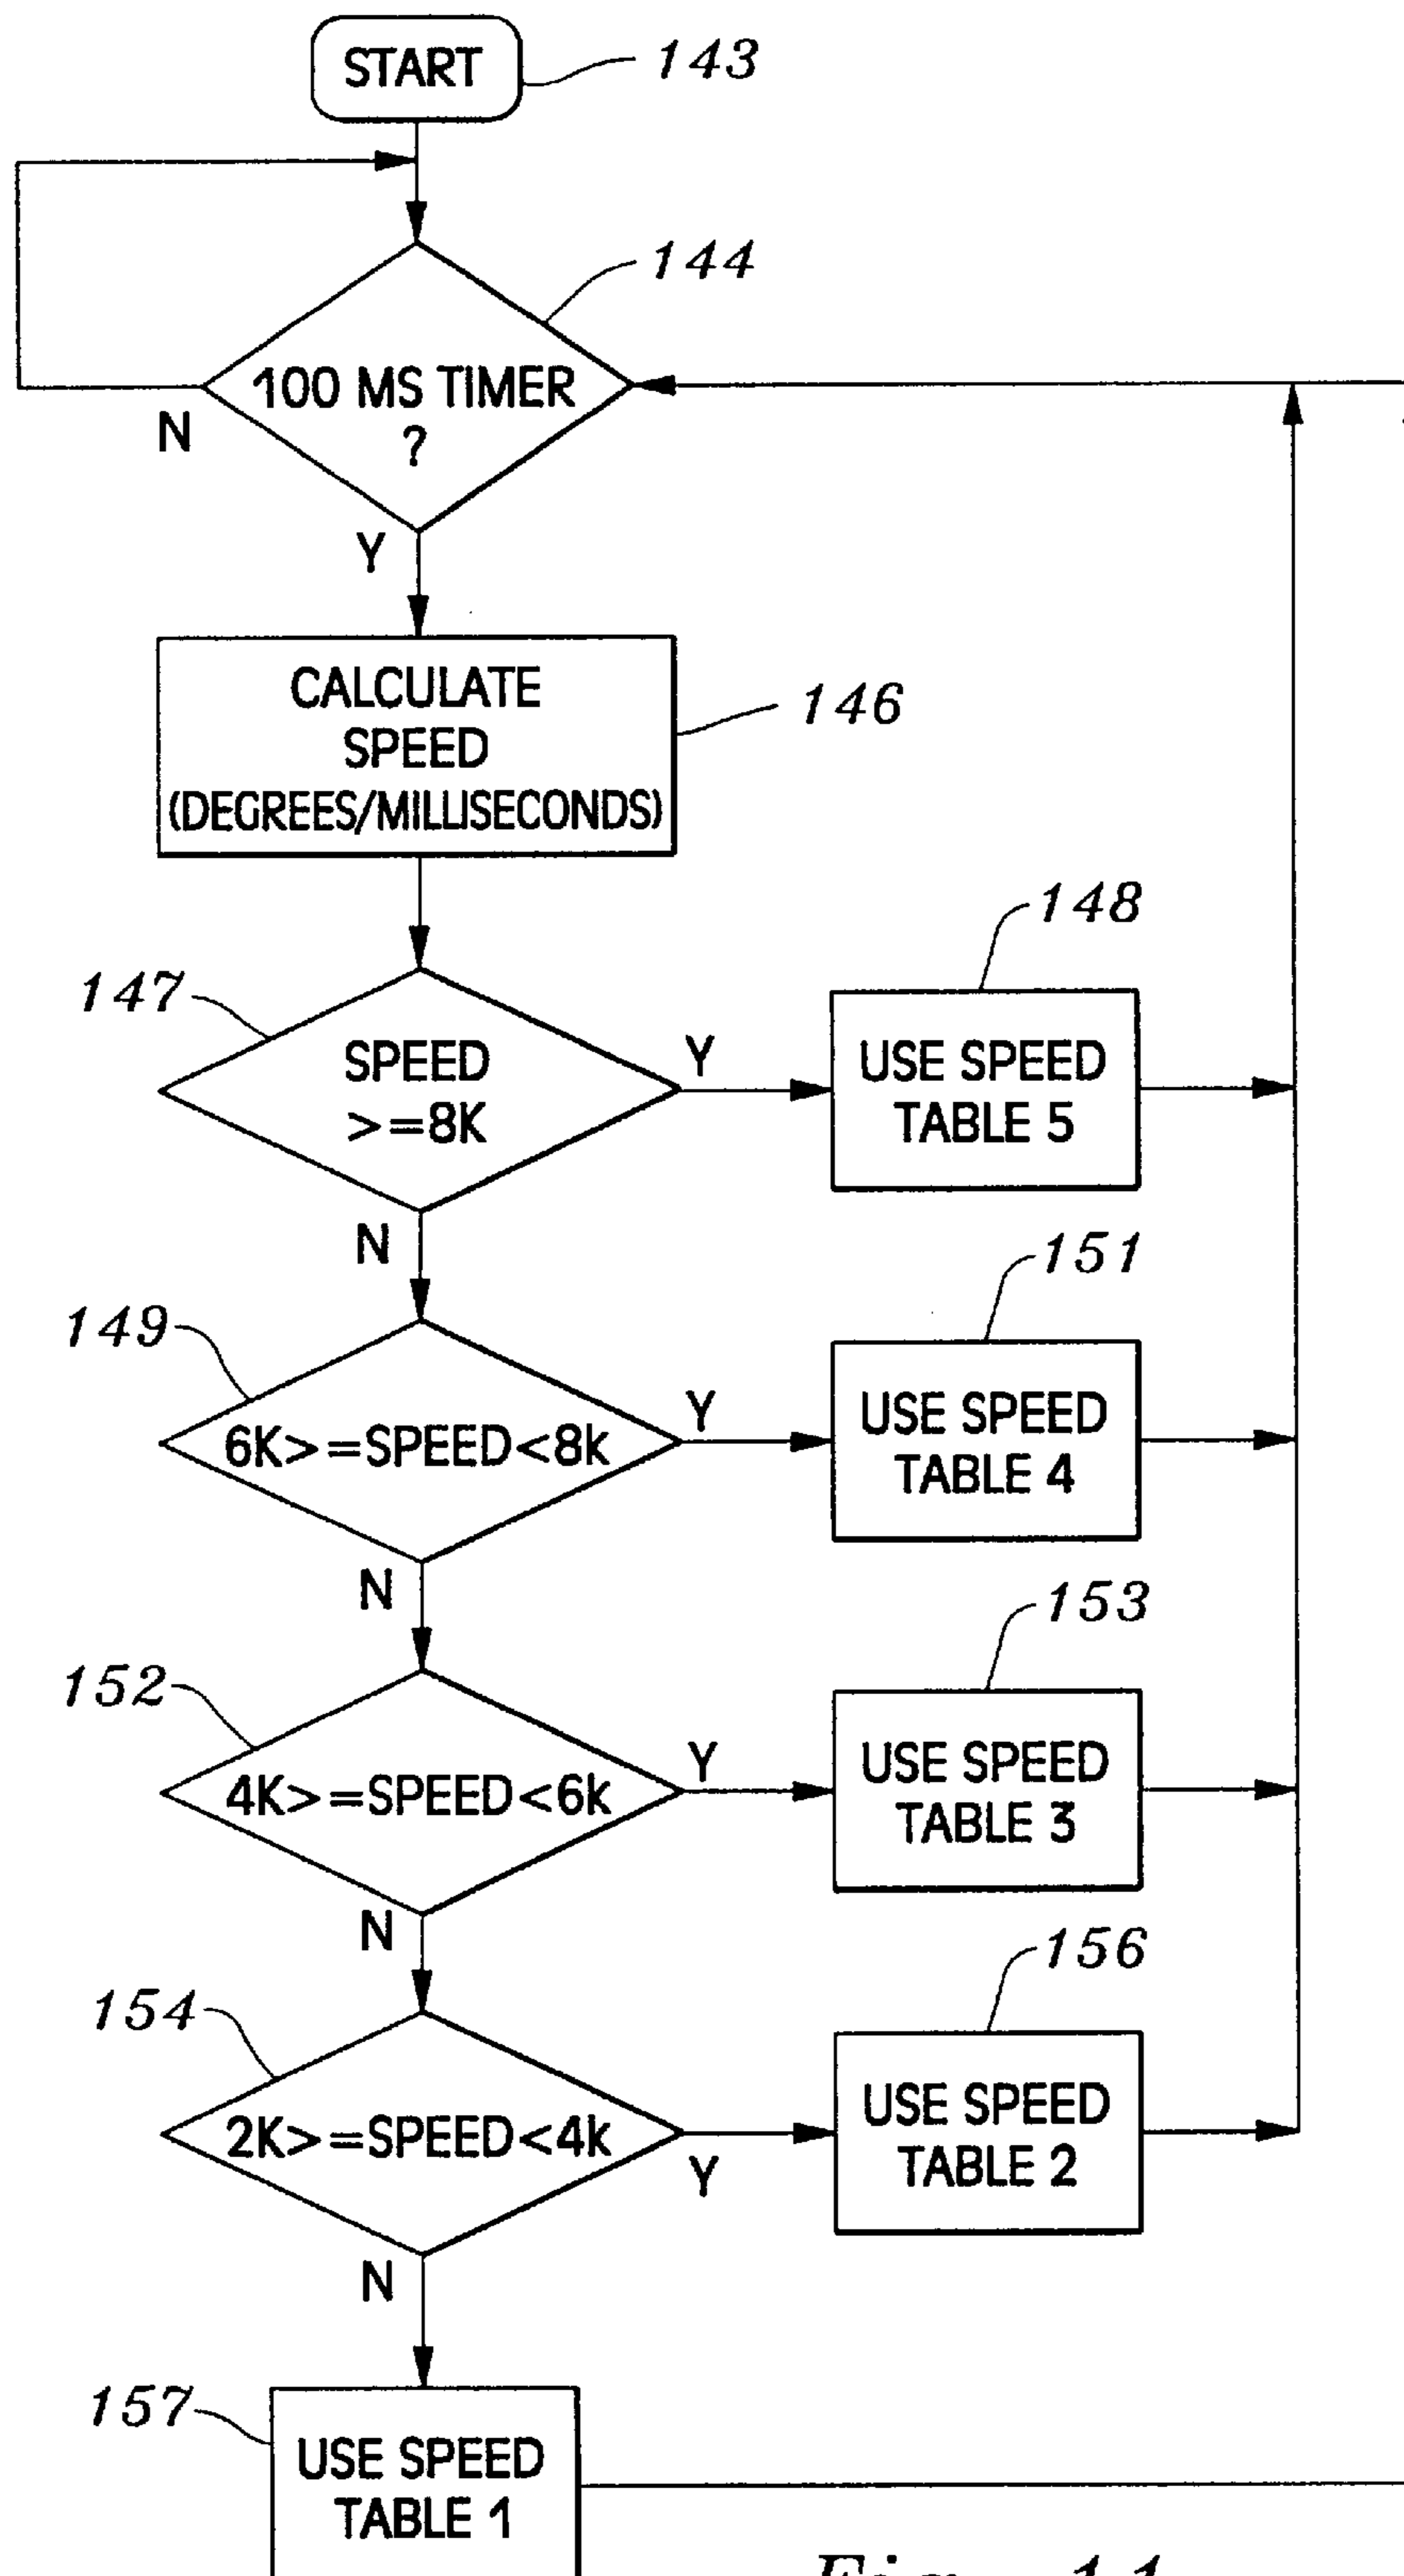 START
143
144
100 MS TIMER
?
N
Y
CALCULATE
SPEED
(DEGREES/MILLISECONDS)
146
147
SPEED
>=8K
Y
148
USE SPEED
TABLE 5
N
149
6K>=SPEED<8k
Y
151
USE SPEED
TABLE 4
N
152
4K>=SPEED<6k
Y
153
USE SPEED
TABLE 3
N
154
2K>=SPEED<4k
Y
156
USE SPEED
TABLE 2
N
157
USE SPEED
TABLE 1
Fig. 11